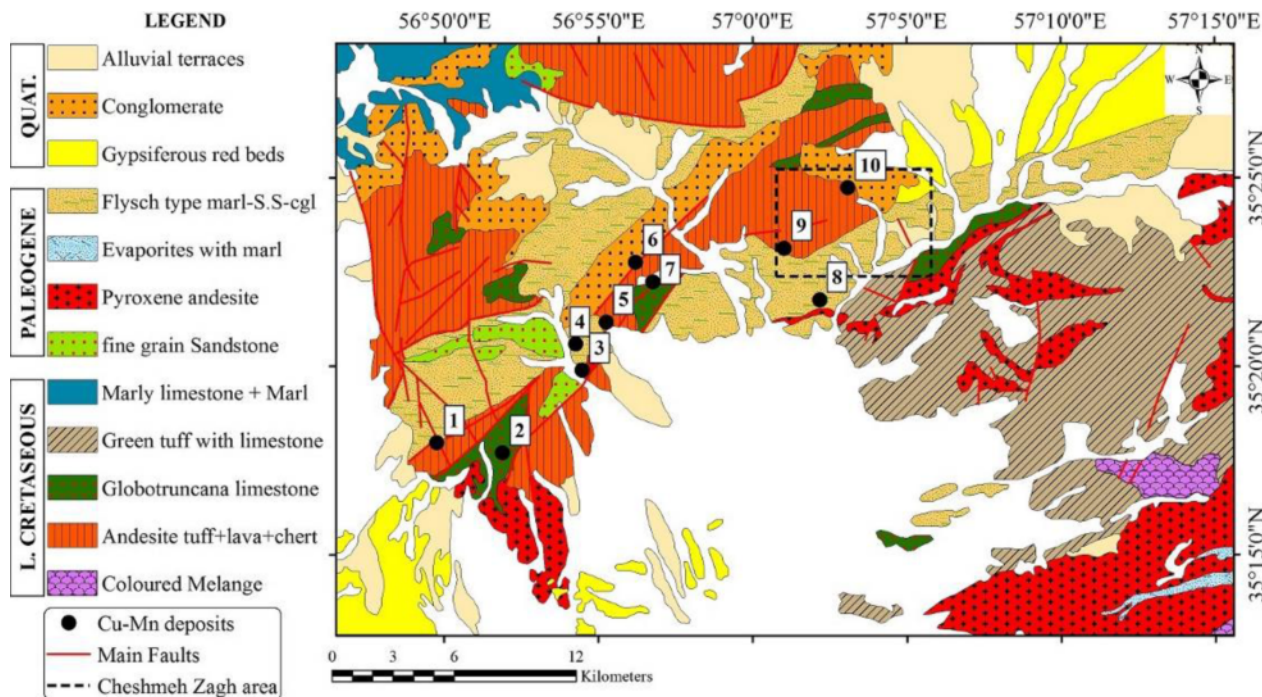 LEGEND
QUAT.
Alluvial terraces
Conglomerate
Gypsiferous red beds
PALEOGENE
Flysch type marl-S.S-cgl
Evaporites with marl
Pyroxene andesite
fine grain Sandstone
L. CRETASEOUS
Marly limestone + Marl
Green tuff with limestone
Globotruncana limestone
Andesite tuff+lava+chert
Coloured Melange
Cu-Mn deposits
Main Faults
Cheshmeh Zagh area
56°50'0"E 56°55'0"E 57°0'0"E 57°5'0"E 57°10'0"E 57°15'0"E
N
W E
S
35°25'0"N
35°20'0"N
35°15'0"N
10
9
6
7
8
5
4
3
1
2
0 3 6 12
Kilometers